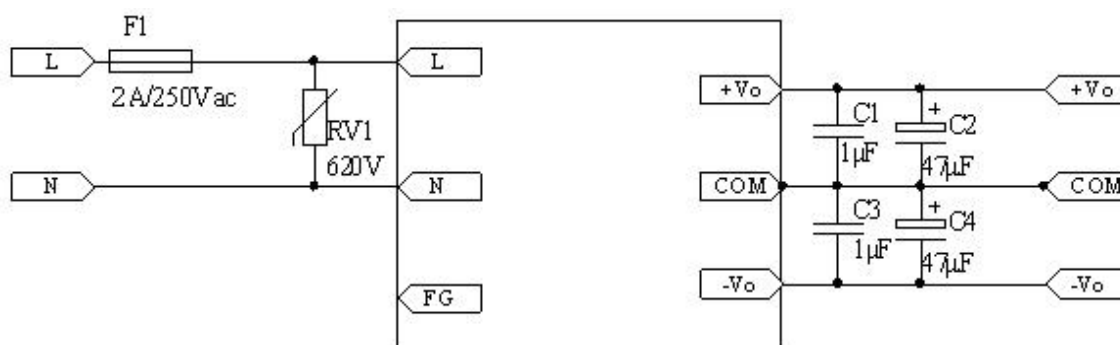 F1
L
L
2A/250Vac
RV1
620V
N
N
FG
+Vo
+Vo
C1
1μF
C2
47μF
COM
COM
C3
1μF
C4
47μF
-Vo
-Vo
+
+